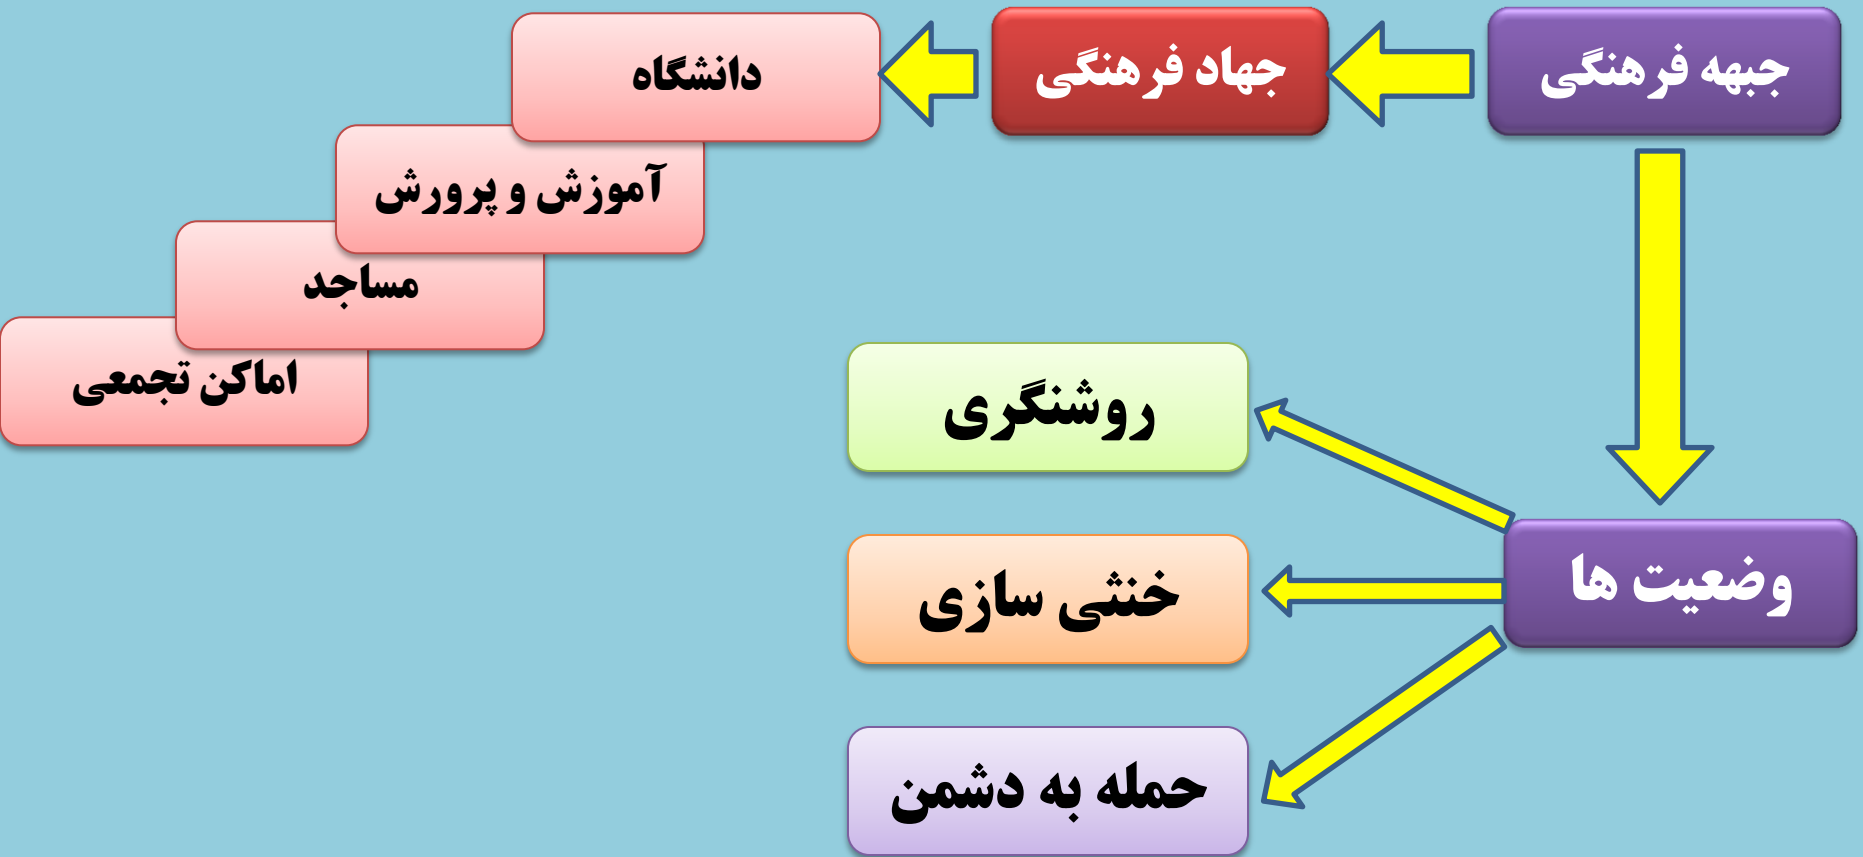 جبهه فرهنگی
جهاد فرهنگی
دانشگاه
آموزش و پرورش
مساجد
اماکن تجمعی
وضعیت ها
روشنگری
خنثی سازی
حمله به دشمن